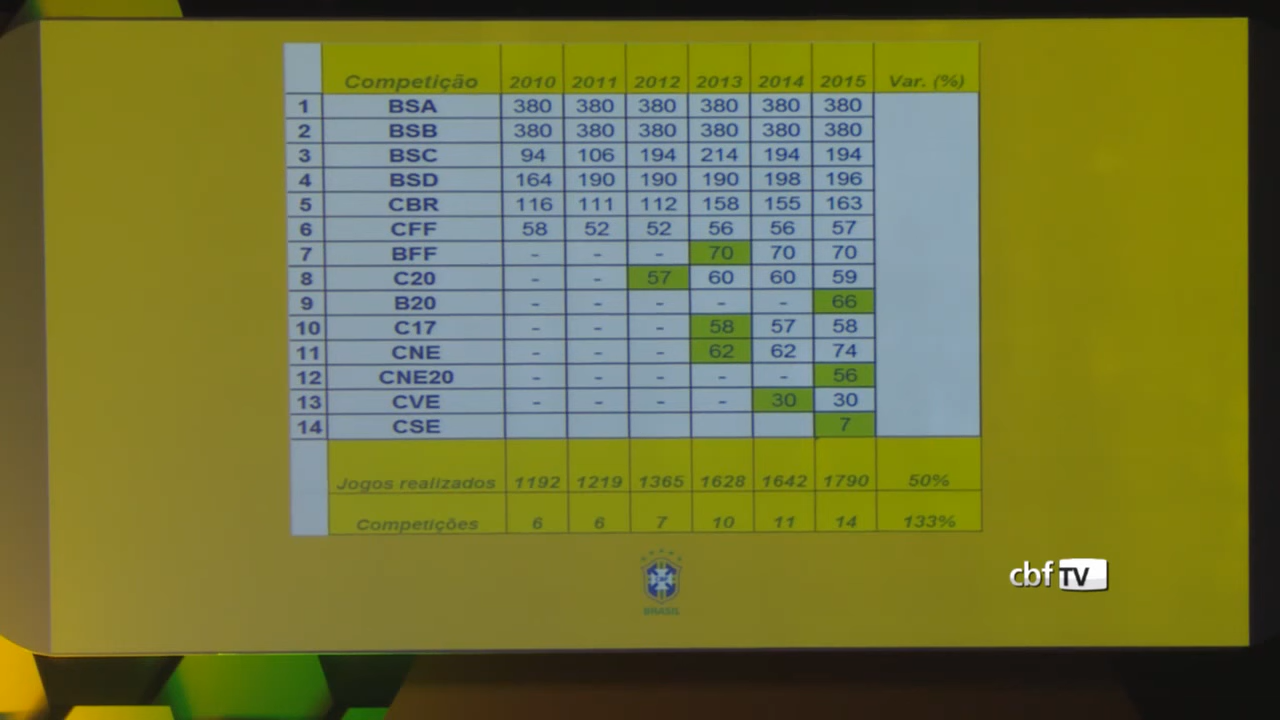 Competição 2010 2011 2012 2013 2014 2015 Var. (%)
1 BSA 380 380 380 380 380 380
2 BSB 380 380 380 380 380 380
3 BSC 94 106 194 214 194 194
4 BSD 164 190 190 190 198 196
5 CBR 116 111 112 158 155 163
6 CFF 58 52 52 56 56 57
7 BFF - - - 70 70 70
8 C20 - - 57 60 60 59
9 B20 - - - - - 66
10 C17 - - - 58 57 58
11 CNE - - - 62 62 74
12 CNE20 - - - - - 56
13 CVE - - - - 30 30
14 CSE 7
Jogos realizados 1192 1219 1365 1628 1642 1790 50%
Competições 6 6 7 10 11 14 133%
BRASIL
cbf TV